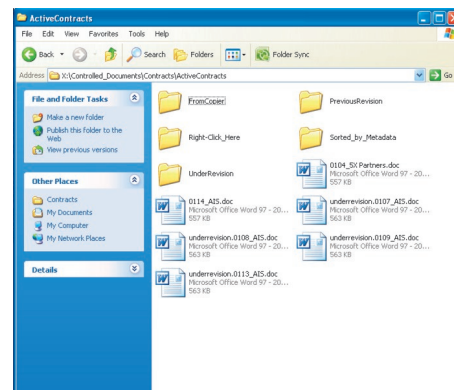 ActiveContracts
File Edit View Favorites Tools Help
Back Search Folders Folder Sync
Address X:\Controlled_Documents\Contracts\ActiveContracts Go
File and Folder Tasks
Make a new folder
Publish this folder to the
Web
View previous versions
Other Places
Contracts
My Documents
My Computer
My Network Places
Details
FromCopier
PreviousRevision
Right-Click_Here
Sorted_by_Metadata
UnderRevision
0104_5X Partners.doc
Microsoft Office Word 97 - 20...
557 KB
0114_AIS.doc
Microsoft Office Word 97 - 20...
557 KB
underrevision.0107_AIS.doc
Microsoft Office Word 97 - 20...
563 KB
underrevision.0108_AIS.doc
Microsoft Office Word 97 - 20...
563 KB
underrevision.0109_AIS.doc
Microsoft Office Word 97 - 20...
563 KB
underrevision.0113_AIS.doc
Microsoft Office Word 97 - 20...
563 KB